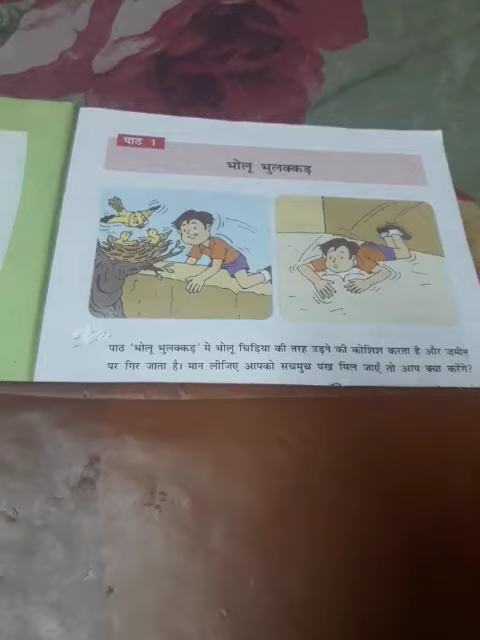 पाठ 1
भोलू भुलक्कड़
पाठ 'भोलू भुलक्कड़' में भोलू चिड़िया की तरह उड़ने की कोशिश करता है और ज़मीन
पर गिर जाता है। मान लीजिए आपको सचमुच पंख मिल जाएँ तो आप क्या करेंगे?